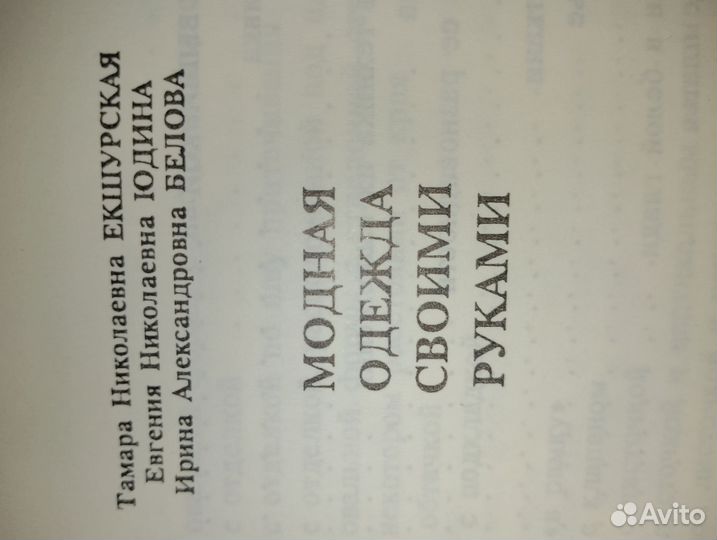 Тамара Николаевна ЕКШУРСКАЯ
Евгения Николаевна ЮДИНА
Ирина Александровна БЕЛОВА
МОДНАЯ
ОДЕЖДА
СВОИМИ
РУКАМИ
Avito